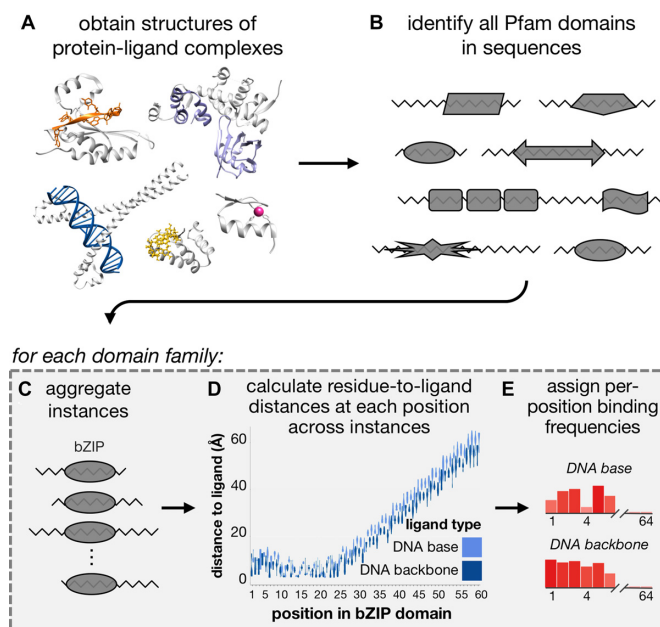 A obtain structures of
protein-ligand complexes
B identify all Pfam domains
in sequences
for each domain family:
C aggregate
instances
bZIP
D calculate residue-to-ligand
distances at each position
across instances
distance to ligand (Å)
60
40
20
0
ligand type
DNA base
DNA backbone
1 5 10 15 20 25 30 35 40 45 50 55 60
position in bZIP domain
E assign per-
position binding
frequencies
DNA base
1 4 64
DNA backbone
1 4 64